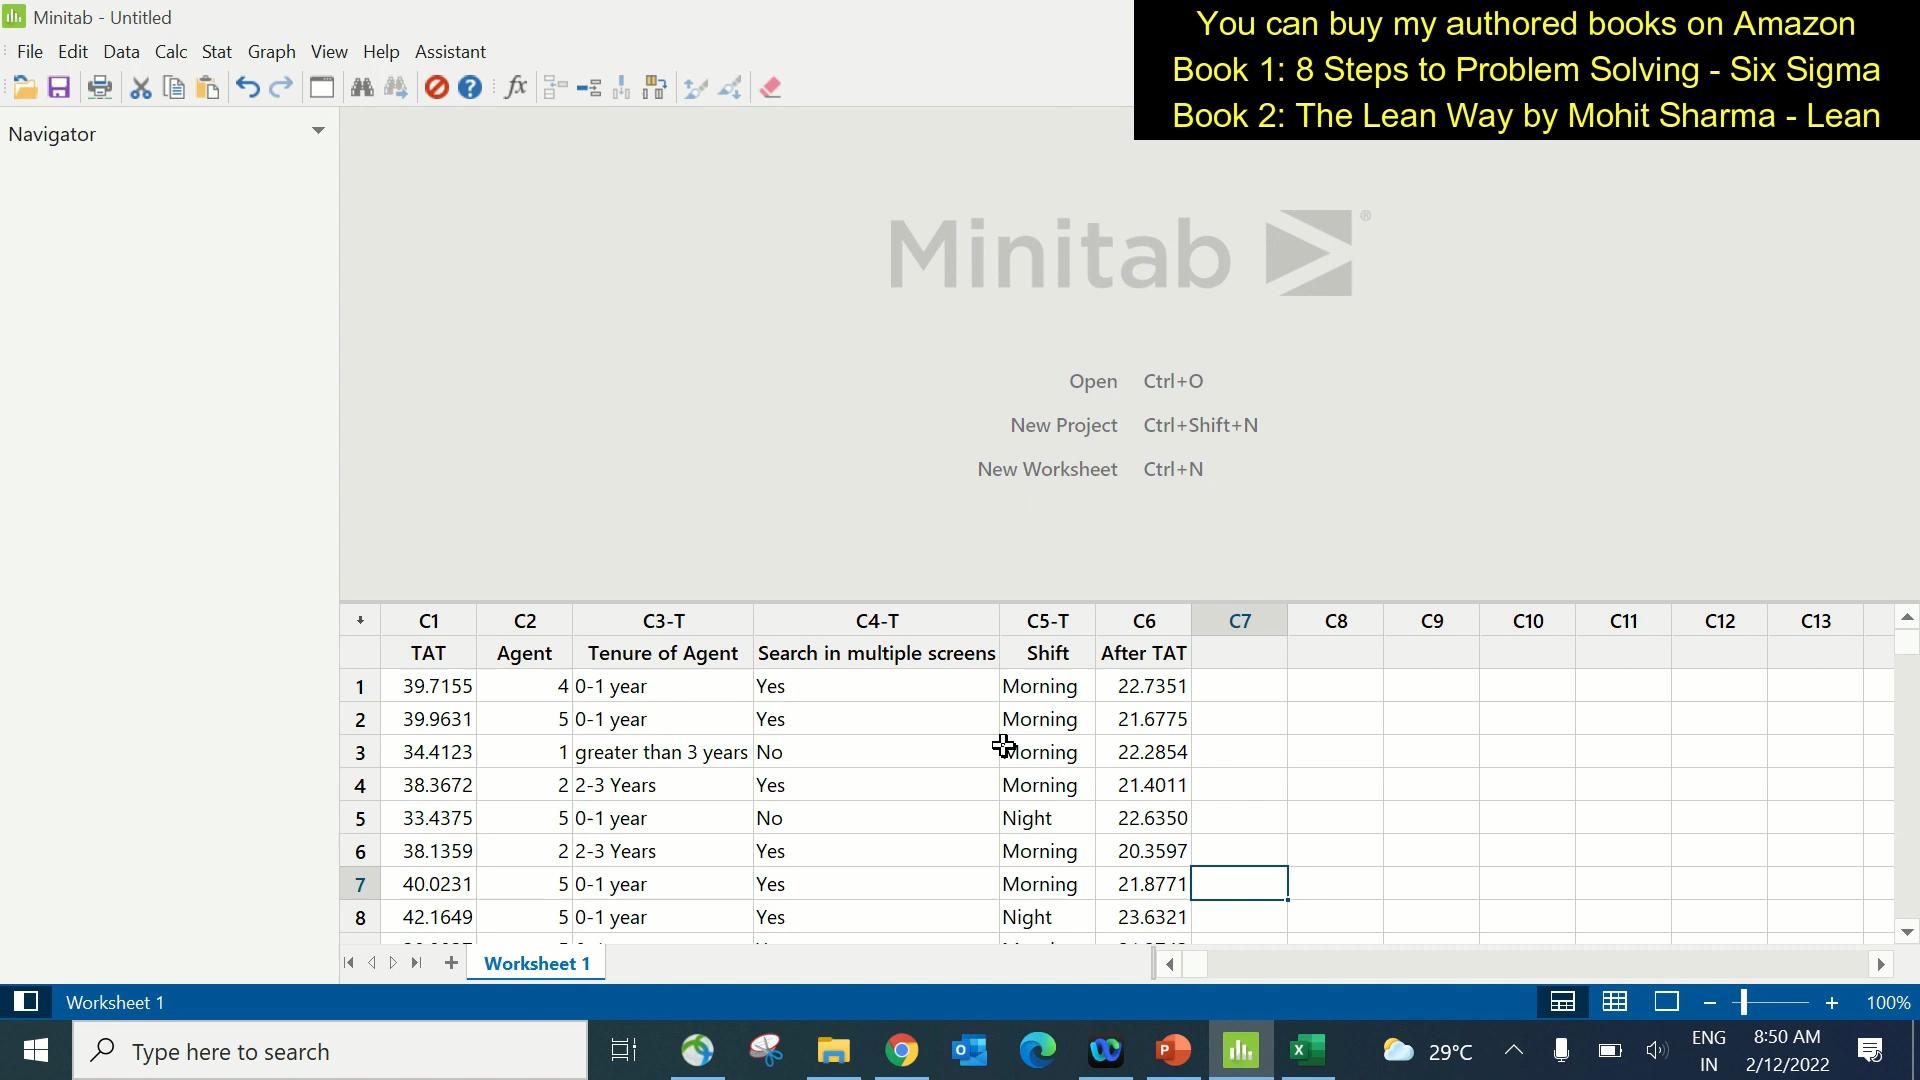 Minitab - Untitled
You can buy my authored books on Amazon
Book 1: 8 Steps to Problem Solving - Six Sigma
Book 2: The Lean Way by Mohit Sharma - Lean
File Edit Data Calc Stat Graph View Help Assistant
Navigator
Minitab ®
Open Ctrl+O
New Project Ctrl+Shift+N
New Worksheet Ctrl+N
C1 C2 C3-T C4-T C5-T C6 C7 C8 C9 C10 C11 C12 C13
TAT Agent Tenure of Agent Search in multiple screens Shift After TAT
1 39.7155 4 0-1 year Yes Morning 22.7351
2 39.9631 5 0-1 year Yes Morning 21.6775
3 34.4123 1 greater than 3 years No Morning 22.2854
4 38.3672 2 2-3 Years Yes Morning 21.4011
5 33.4375 5 0-1 year No Night 22.6350
6 38.1359 2 2-3 Years Yes Morning 20.3597
7 40.0231 5 0-1 year Yes Morning 21.8771
8 42.1649 5 0-1 year Yes Night 23.6321
Worksheet 1
Worksheet 1 100%
Type here to search
29°C
ENG
IN
8:50 AM
2/12/2022